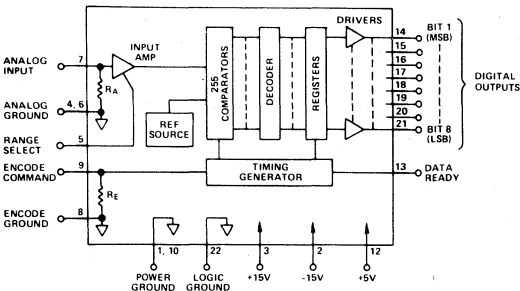 DRIVERS
14 BIT 1
(MSB)
15
16
17
18
19
20
21 BIT 8
(LSB)
DIGITAL
OUTPUTS
ANALOG
INPUT
7
INPUT
AMP
RA
ANALOG
GROUND
4, 6
RANGE
SELECT
5
REF
SOURCE
255
COMPARATORS
DECODER
REGISTERS
ENCODE
COMMAND
9
RE
TIMING
GENERATOR
13 DATA
READY
ENCODE
GROUND
8
1, 10
22
3
2
12
POWER
GROUND
LOGIC
GROUND
+15V
-15V
+5V